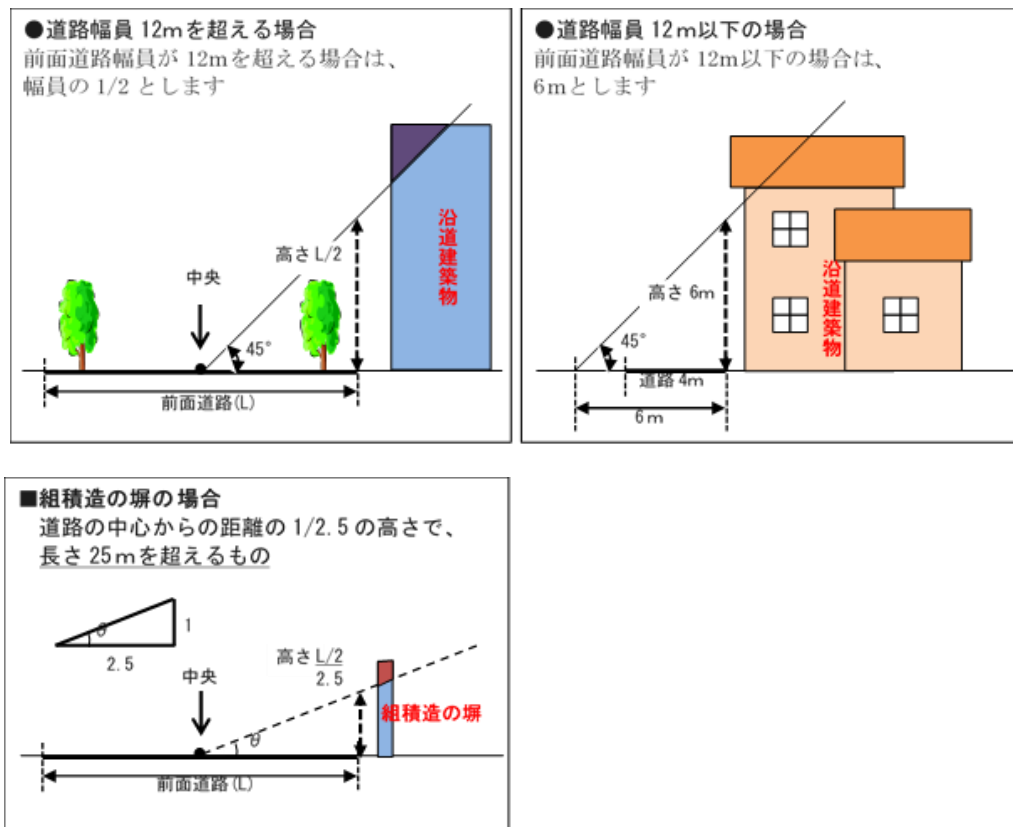 ●道路幅員 12mを超える場合
前面道路幅員が 12mを超える場合は、
幅員の 1/2 とします
高さ L/2
中央
45°
沿道建築物
前面道路(L)
●道路幅員 12m以下の場合
前面道路幅員が 12m以下の場合は、
6mとします
高さ 6m
45°
沿道建築物
道路 4m
6m
■組積造の塀の場合
道路の中心からの距離の 1/2.5 の高さで、
長さ 25mを超えるもの
θ
1
2.5
高さ L/2
2.5
中央
θ
組積造の塀
前面道路(L)